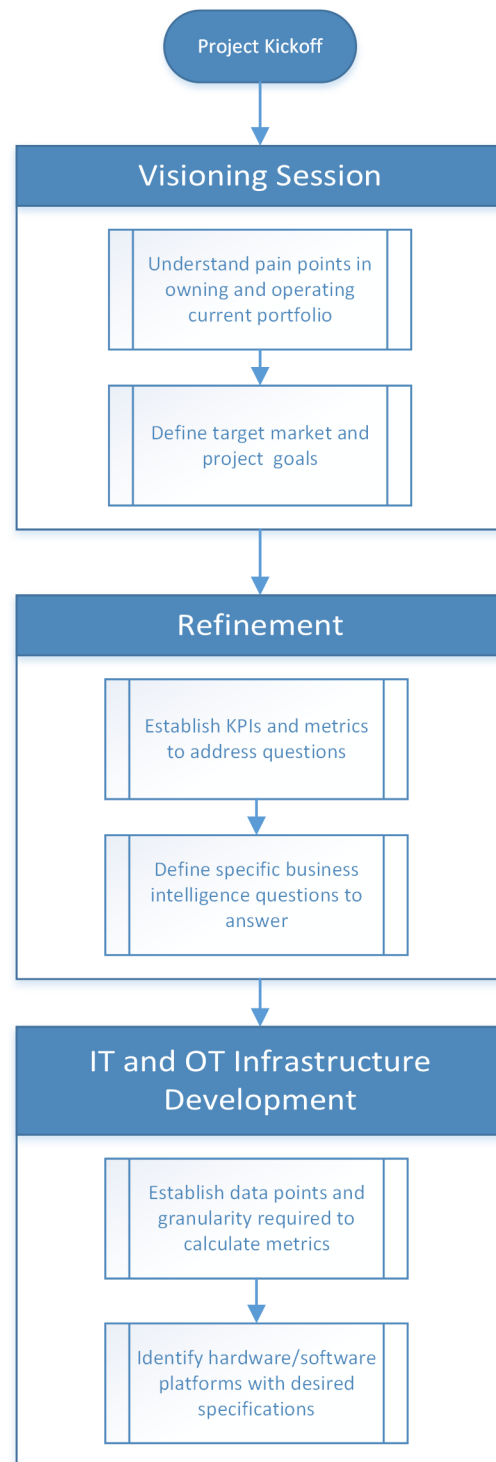 Project Kickoff
Visioning Session
Understand pain points in
owning and operating
current portfolio
Define target market and
project goals
Refinement
Establish KPIs and metrics
to address questions
Define specific business
intelligence questions to
answer
IT and OT Infrastructure
Development
Establish data points and
granularity required to
calculate metrics
Identify hardware/software
platforms with desired
specifications